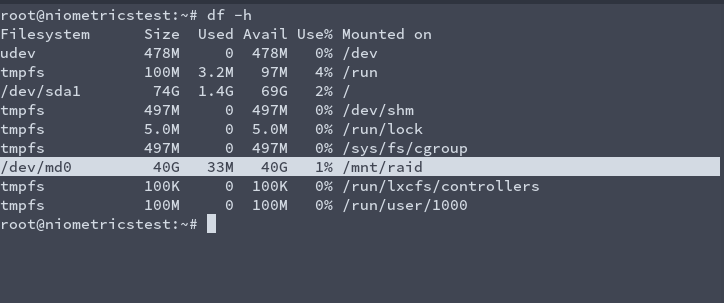 root@niometricstest:~# df -h
Filesystem      Size  Used Avail Use% Mounted on
udev            478M     0  478M   0% /dev
tmpfs           100M  3.2M   97M   4% /run
/dev/sda1        74G  1.4G   69G   2% /
tmpfs           497M     0  497M   0% /dev/shm
tmpfs           5.0M     0  5.0M   0% /run/lock
tmpfs           497M     0  497M   0% /sys/fs/cgroup
/dev/md0         40G   33M   40G   1% /mnt/raid
tmpfs           100K     0  100K   0% /run/lxcfs/controllers
tmpfs           100M     0  100M   0% /run/user/1000
root@niometricstest:~#